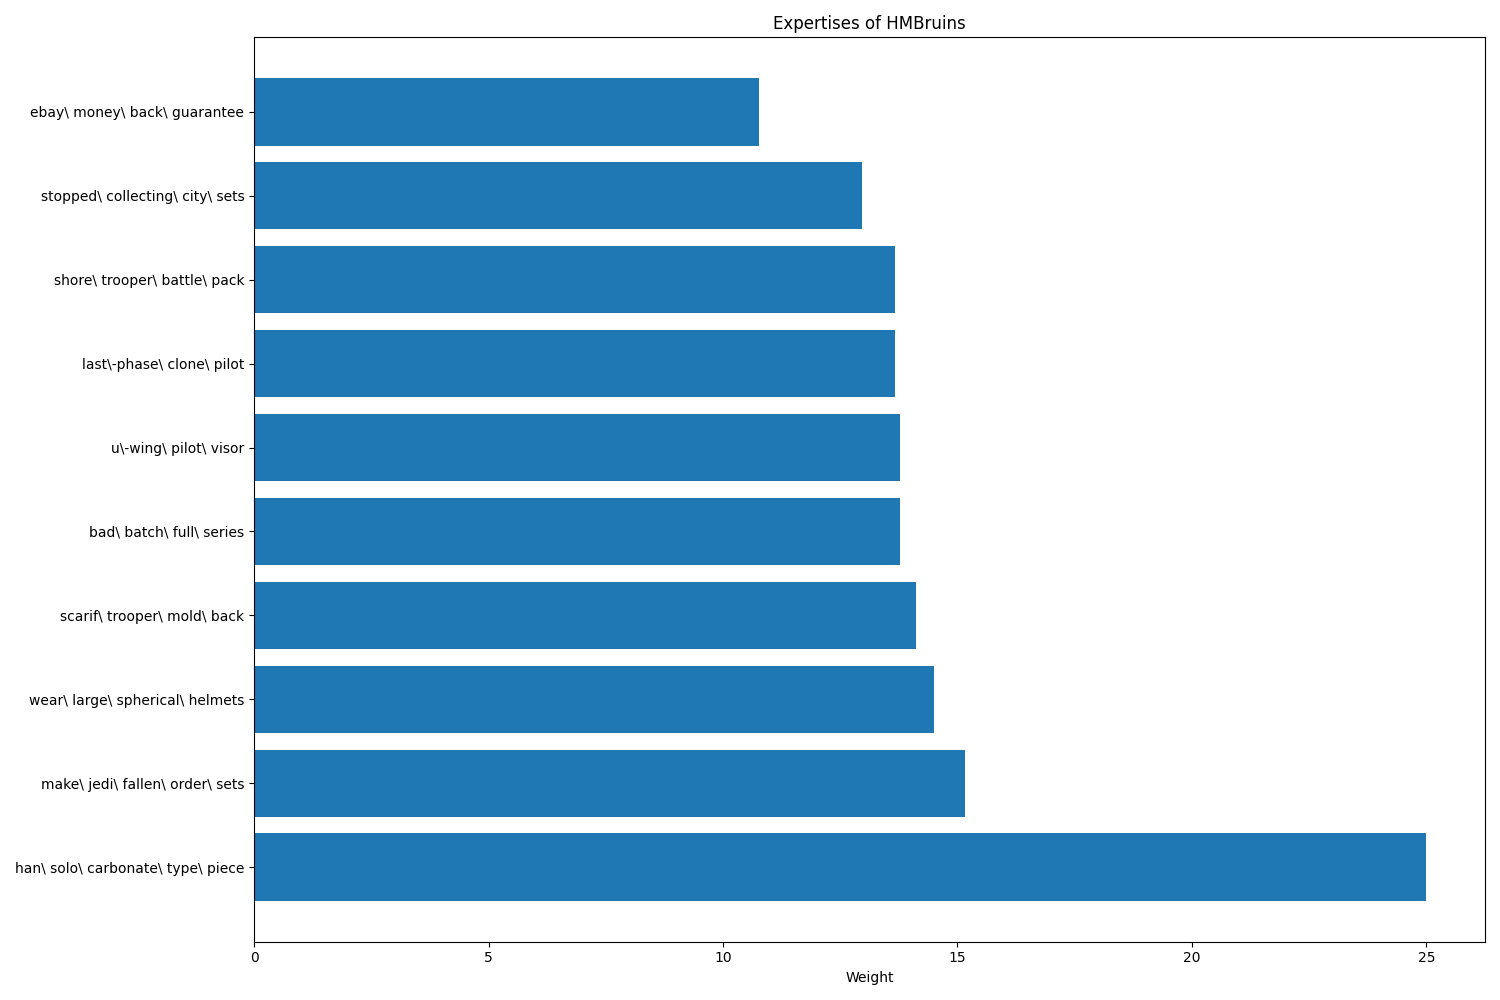 Expertises of HMBruins
ebay\ money\ back\ guarantee
stopped\ collecting\ city\ sets
shore\ trooper\ battle\ pack
last\-phase\ clone\ pilot
u\-wing\ pilot\ visor
bad\ batch\ full\ series
scarif\ trooper\ mold\ back
wear\ large\ spherical\ helmets
make\ jedi\ fallen\ order\ sets
han\ solo\ carbonate\ type\ piece
0 5 10 15 20 25
Weight